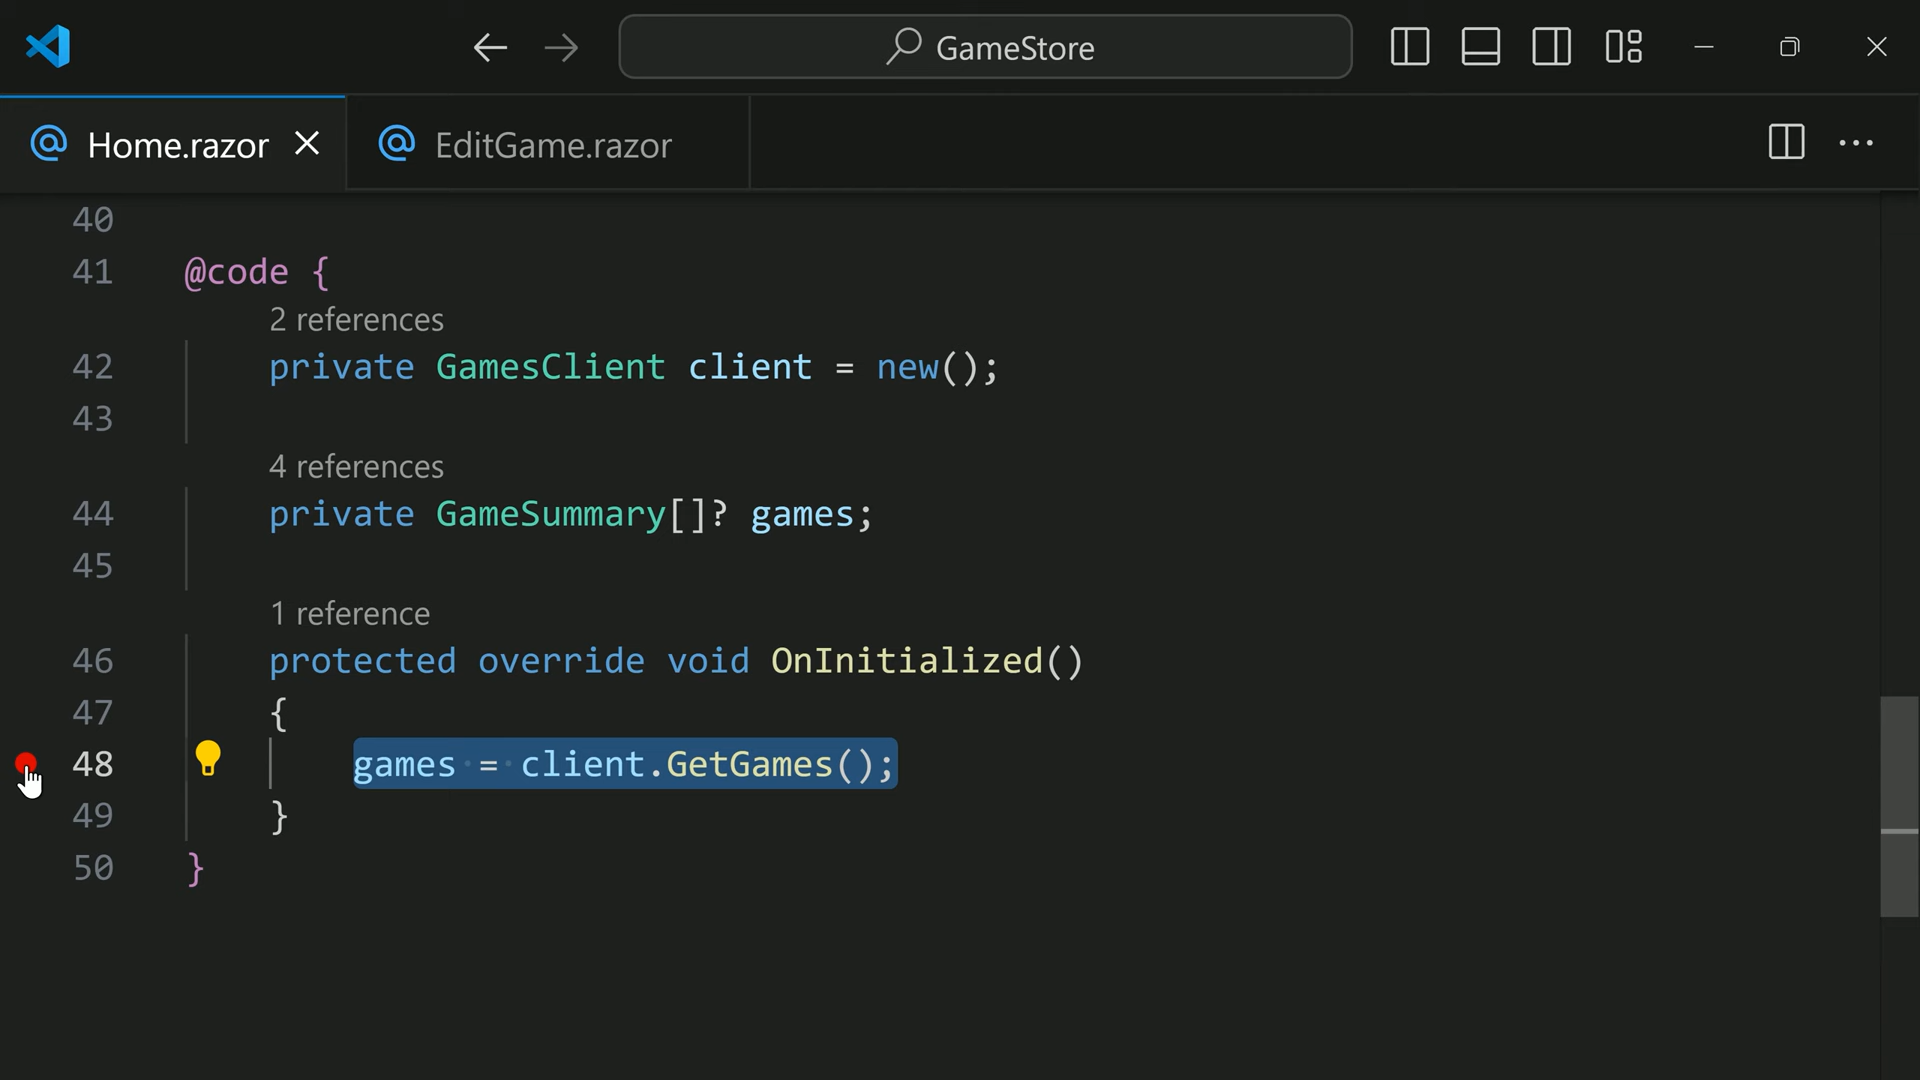 GameStore
Home.razor
EditGame.razor
40
41 @code {
2 references
42 private GamesClient client = new();
43
4 references
44 private GameSummary[]? games;
45
1 reference
46 protected override void OnInitialized()
47 {
48 games = client.GetGames();
49 }
50 }